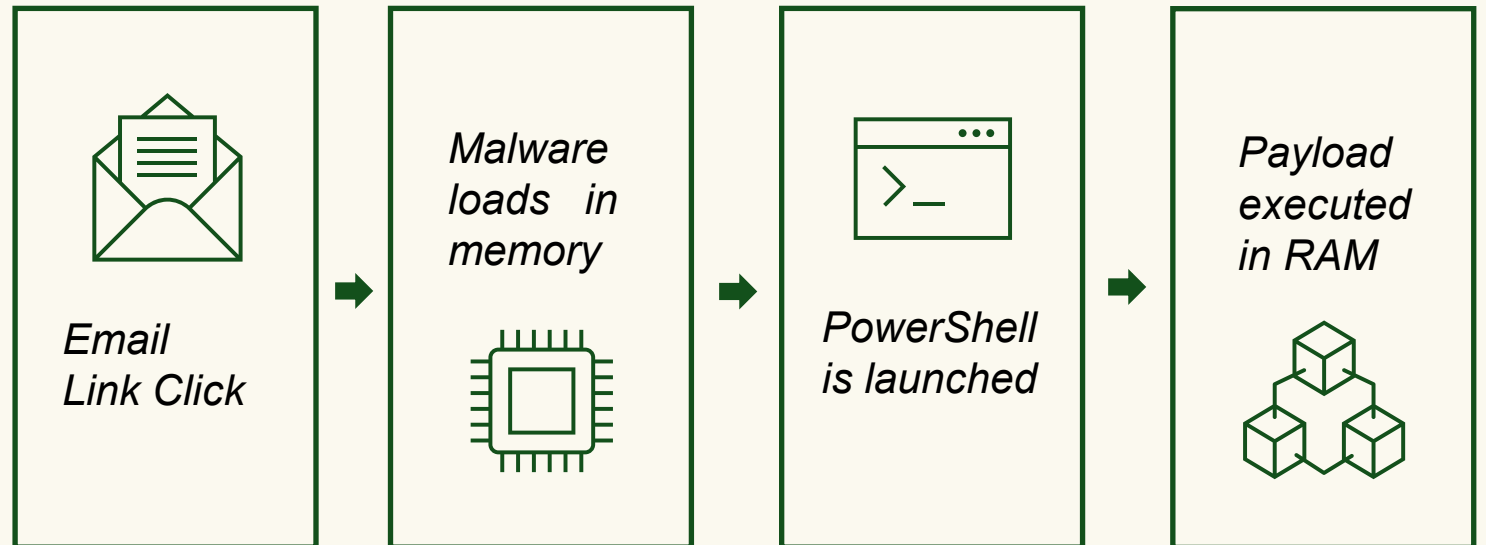 Email
Link Click
Malware
loads in
memory
>_
PowerShell
is launched
Payload
executed
in RAM